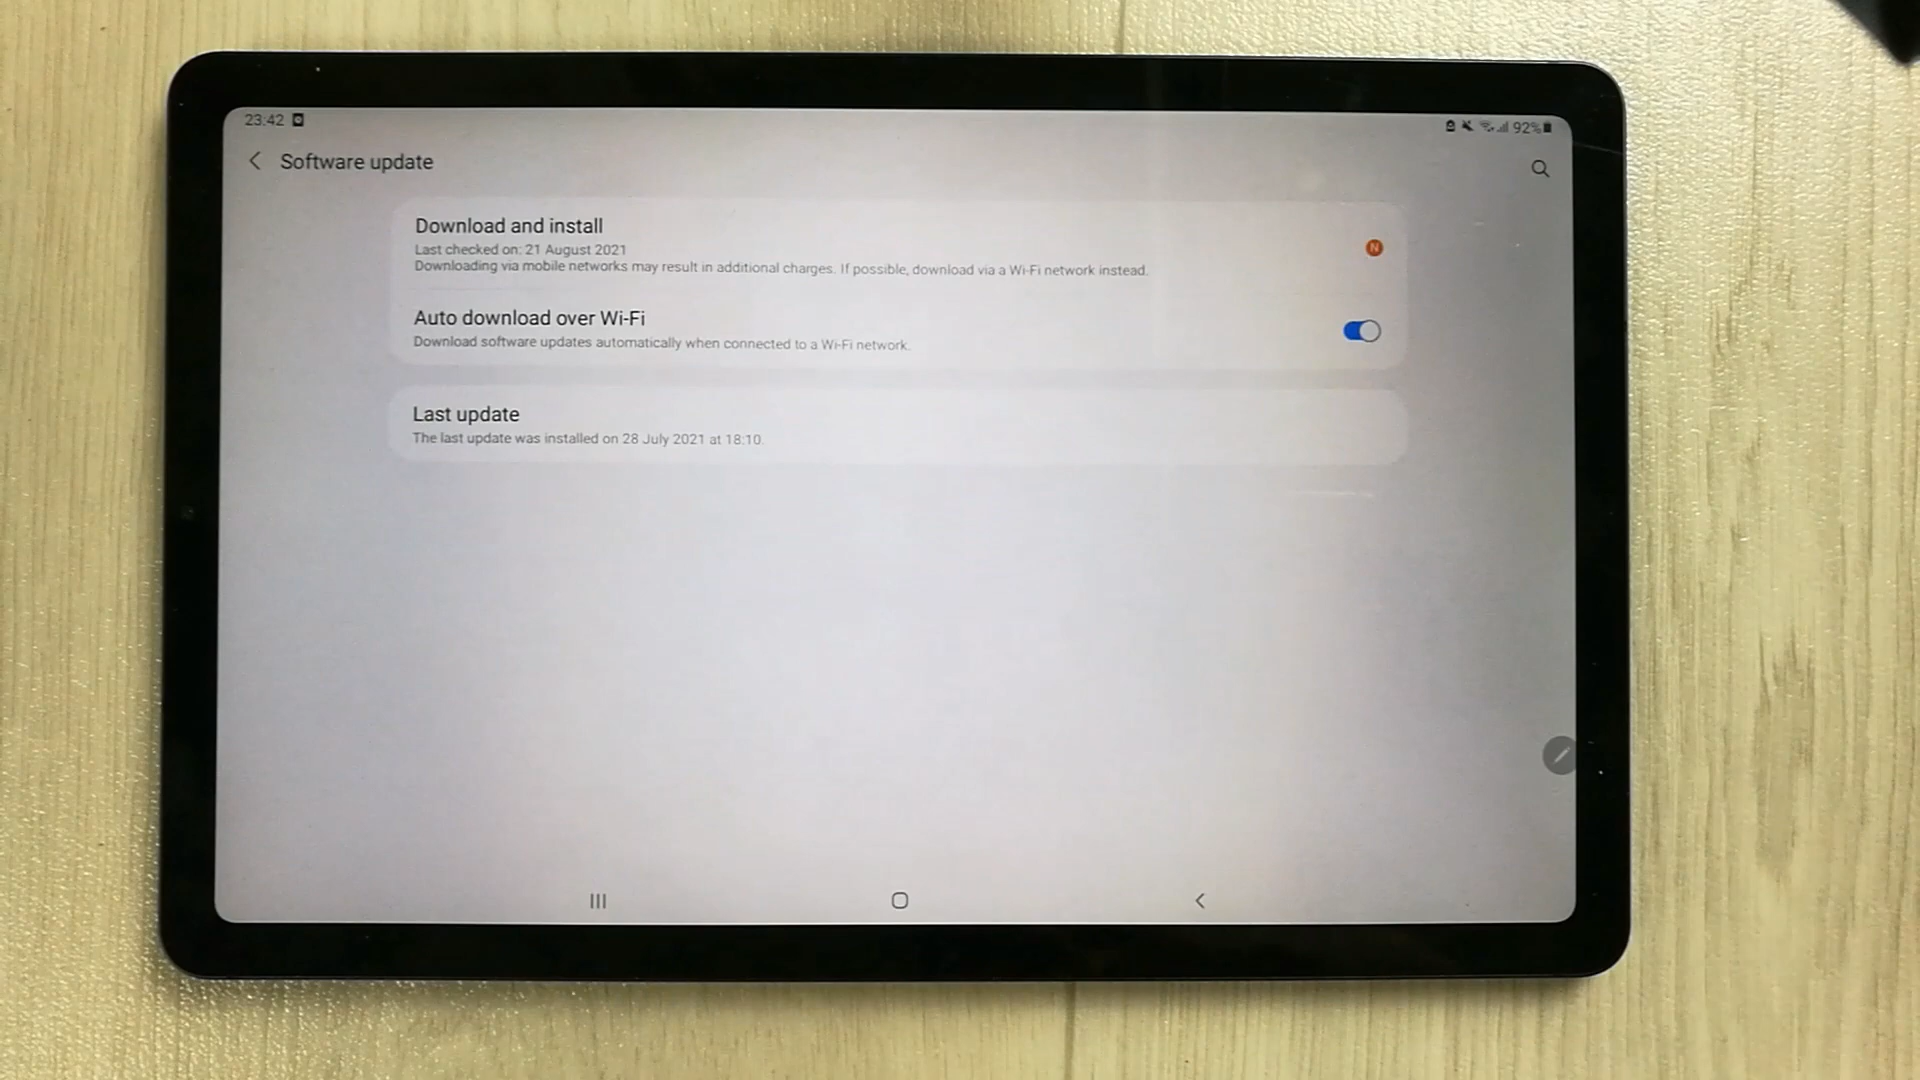 23:42
92%
Software update
Download and install
Last checked on: 21 August 2021
Downloading via mobile networks may result in additional charges. If possible, download via a Wi-Fi network instead.
N
Auto download over Wi-Fi
Download software updates automatically when connected to a Wi-Fi network.
Last update
The last update was installed on 28 July 2021 at 18:10.